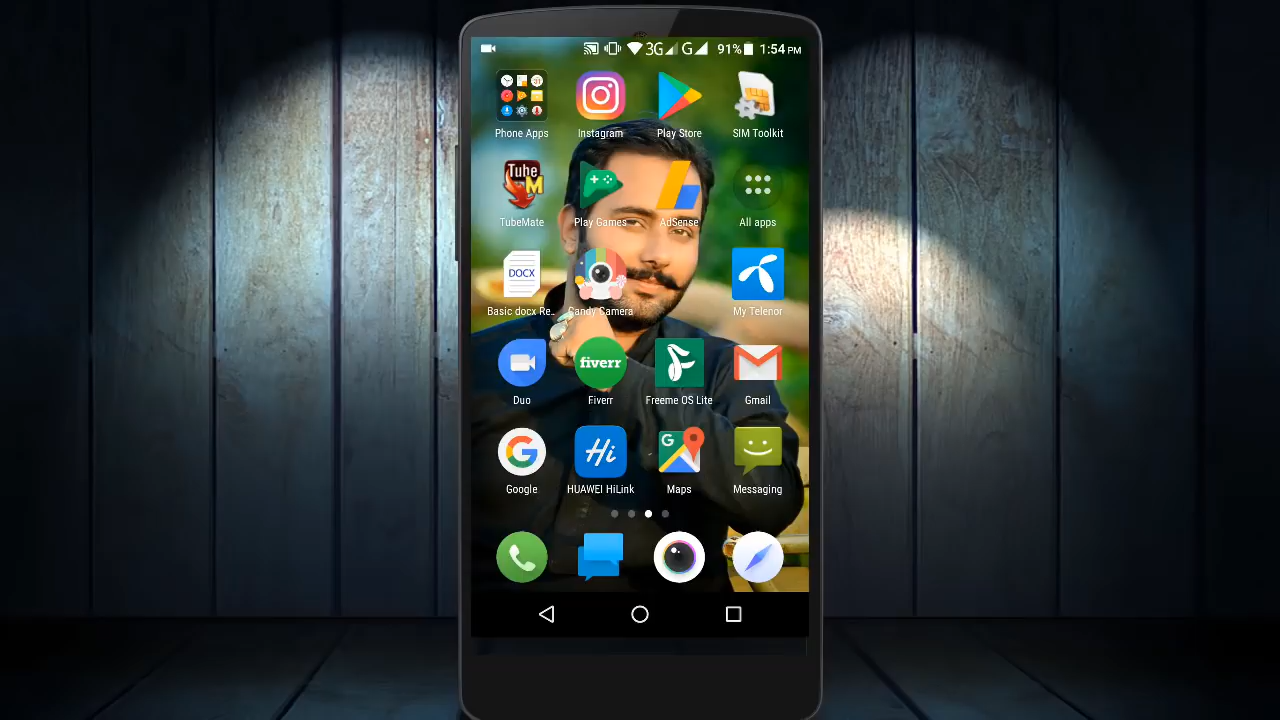 3G G 91% 1:54 PM
Phone Apps Instagram Play Store SIM Toolkit
Tube M
TubeMate Play Games AdSense All apps
DOCX
Basic docx Re.. Candy Camera My Telenor
fiverr
Duo Fiverr Freeme OS Lite Gmail
G Hi G
Google HUAWEI HiLink Maps Messaging